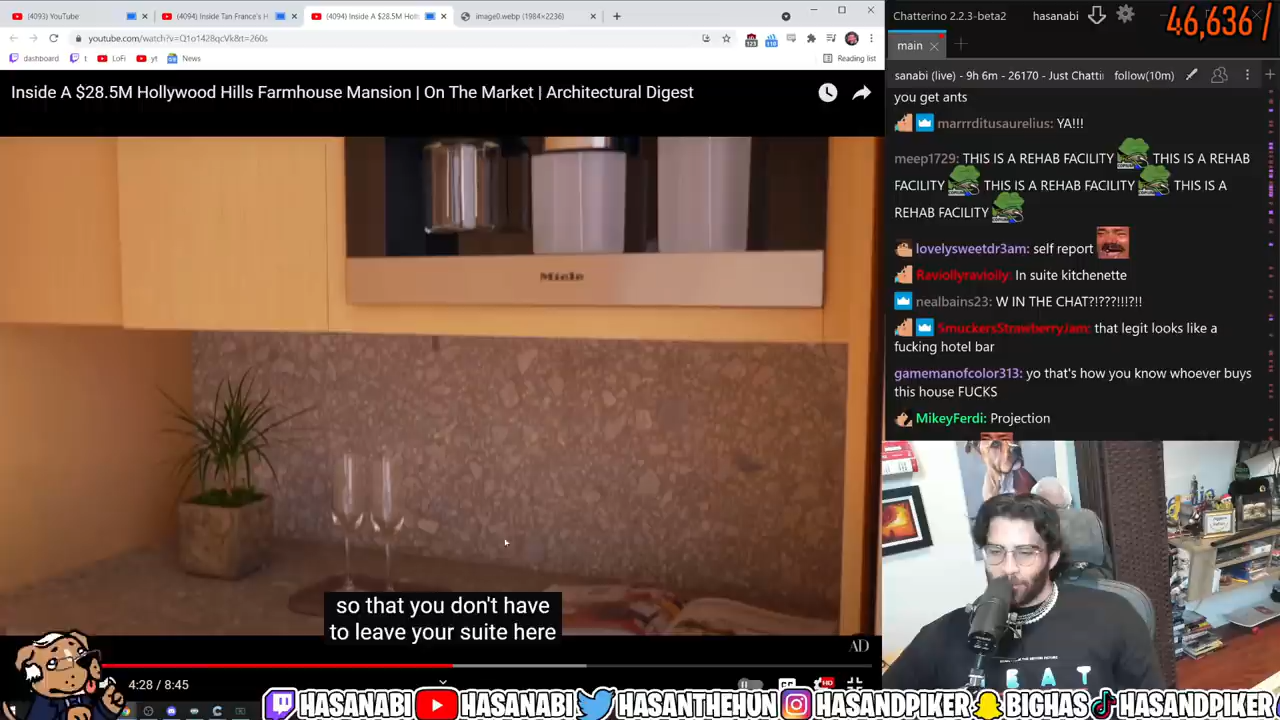 (4093) YouTube
(4094) Inside Tan France's H
(4094) Inside A $28.5M Holl
image0.webp (1984×2236)
youtube.com/watch?v=Q1o1428qcVk&t=260s
dashboard
t
LoFi
yt
News
Reading list
Inside A $28.5M Hollywood Hills Farmhouse Mansion | On The Market | Architectural Digest
Miele
so that you don't have
to leave your suite here
AD
4:28 / 8:45
HD
Chatterino 2.2.3-beta2
hasanabi
46,636 /
main
sanabi (live) - 9h 6m - 26170 - Just Chatti
follow(10m)
you get ants
marrrditusaurelius: YA!!!
meep1729: THIS IS A REHAB FACILITY THIS IS A REHAB
FACILITY THIS IS A REHAB FACILITY THIS IS A
REHAB FACILITY
lovelysweetdr3am: self report
Raviollyraviolly: In suite kitchenette
nealbains23: W IN THE CHAT?!???!!!?!!
SmuckersStrawberryJam: that legit looks like a
fucking hotel bar
gamemanofcolor313: yo that's how you know whoever buys
this house FUCKS
MikeyFerdi: Projection
HASANABI HASANABI HASANTHEHUN HASANDPIKER BIGHAS HASANDPIKER